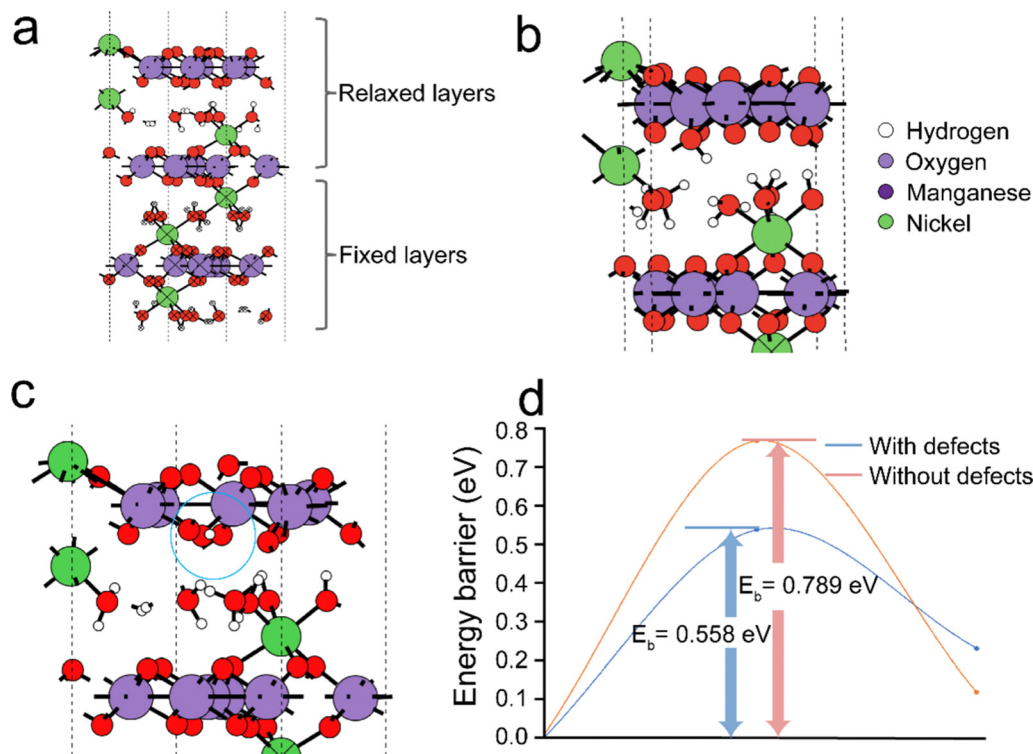 a
Relaxed layers
Fixed layers
b
Hydrogen
Oxygen
Manganese
Nickel
c
d
Energy barrier (eV)
0.8
0.7
0.6
0.5
0.4
0.3
0.2
0.1
0.0
With defects
Without defects
E_b= 0.789 eV
E_b= 0.558 eV